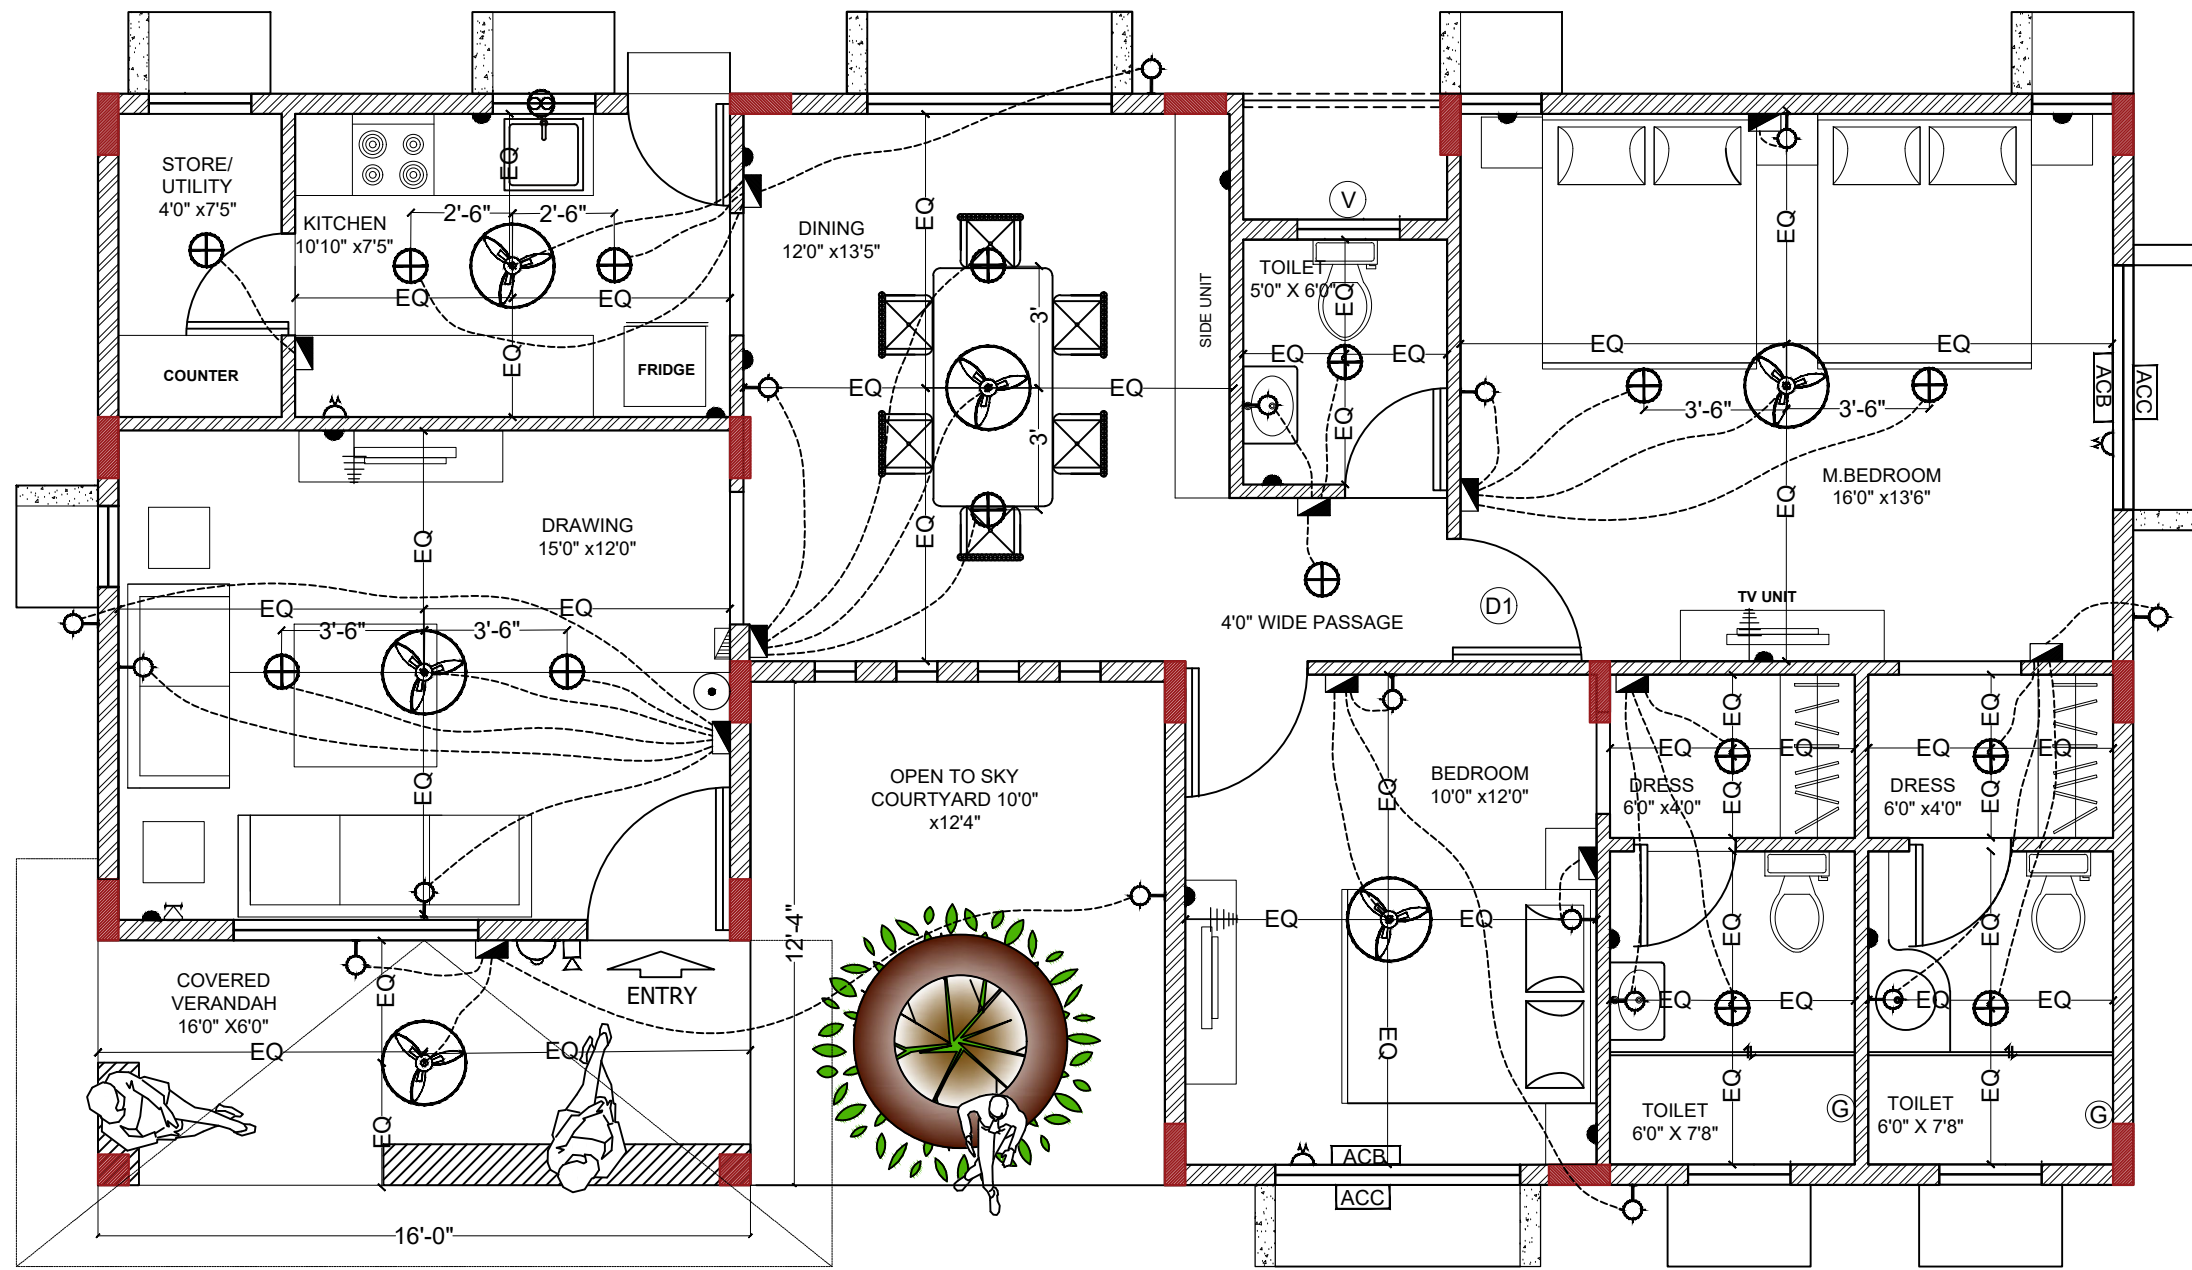 STORE/
UTILITY
4'0" x7'5"
KITCHEN
10'10" x7'5"
2'-6"
2'-6"
EQ
EQ
EQ
EQ
COUNTER
FRIDGE
DINING
12'0" x13'5"
EQ
EQ
EQ
EQ
3'
3'
SIDE UNIT
V
TOILET
5'0" X 6'0"
EQ
EQ
EQ
EQ
EQ
EQ
EQ
EQ
3'-6"
3'-6"
M.BEDROOM
16'0" x13'6"
ACB
ACC
TV UNIT
D1
4'0" WIDE PASSAGE
DRAWING
15'0" x12'0"
EQ
EQ
EQ
EQ
3'-6"
3'-6"
OPEN TO SKY
COURTYARD 10'0"
x12'4"
12'-4"
BEDROOM
10'0" x12'0"
EQ
EQ
EQ
EQ
ACB
ACC
DRESS
6'0" x4'0"
EQ
EQ
EQ
EQ
DRESS
6'0" x4'0"
EQ
EQ
EQ
EQ
EQ
EQ
EQ
EQ
TOILET
6'0" X 7'8"
G
EQ
EQ
EQ
EQ
TOILET
6'0" X 7'8"
G
COVERED
VERANDAH
16'0" X6'0"
EQ
EQ
EQ
EQ
ENTRY
16'-0"